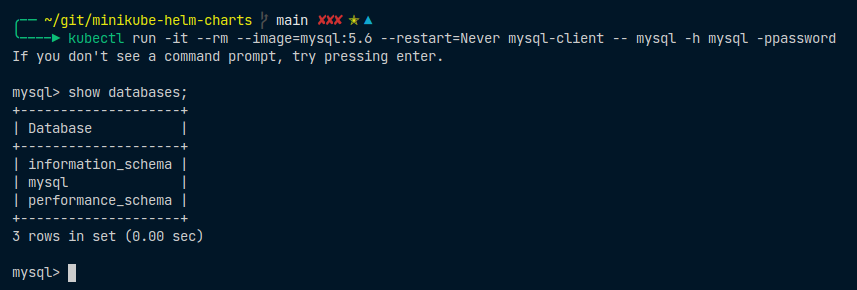 ~/git/minikube-helm-charts main ✘✘✘ ★ ▲
kubectl run -it --rm --image=mysql:5.6 --restart=Never mysql-client -- mysql -h mysql -ppassword
If you don't see a command prompt, try pressing enter.
mysql> show databases;
+--------------------+
| Database           |
+--------------------+
| information_schema |
| mysql              |
| performance_schema |
+--------------------+
3 rows in set (0.00 sec)
mysql>